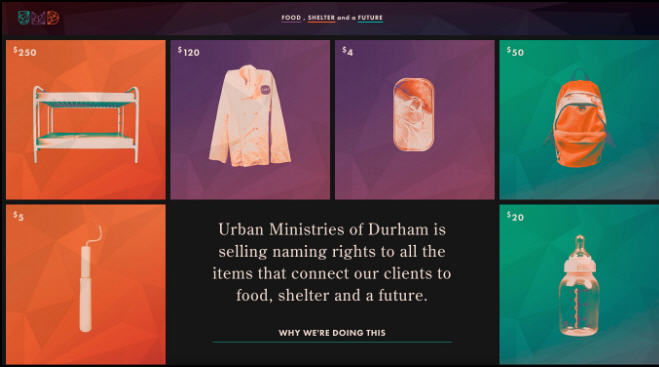 UMD
FOOD , SHELTER and a FUTURE
$250
$120
$4
$50
$5
Urban Ministries of Durham is
selling naming rights to all the
items that connect our clients to
food, shelter and a future.
WHY WE'RE DOING THIS
$20